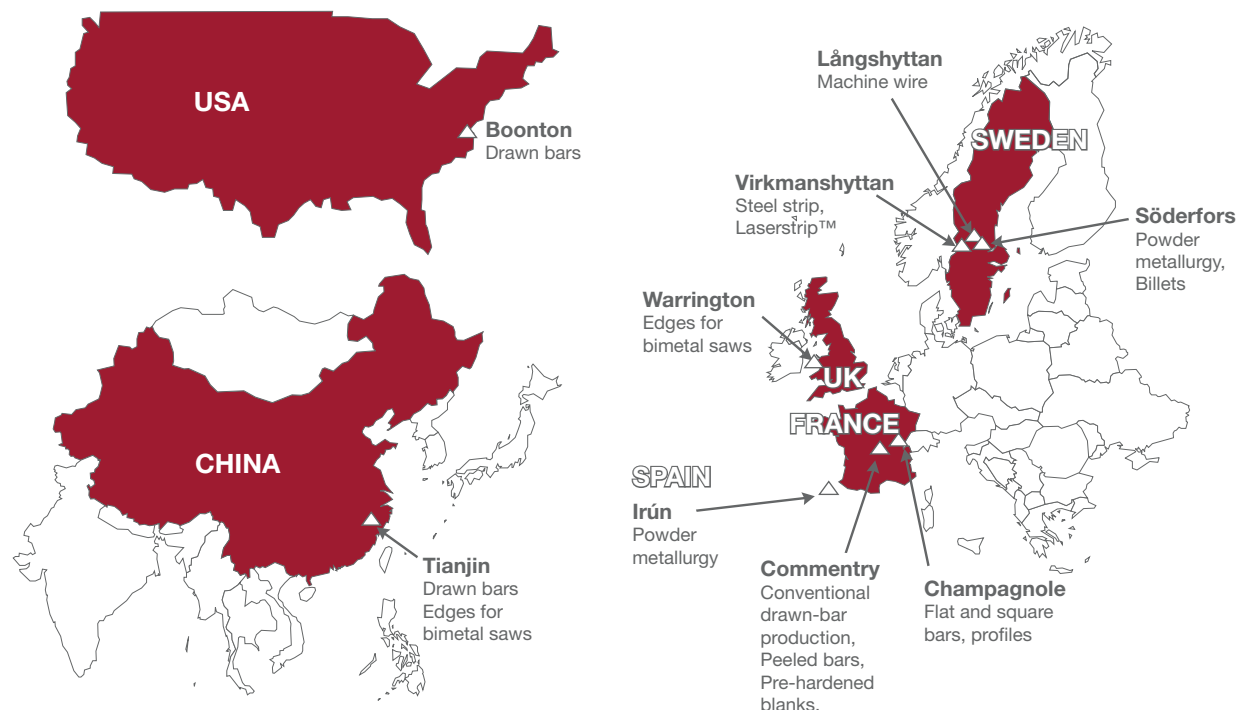 USA
Boonton
Drawn bars
CHINA
Tianjin
Drawn bars
Edges for
bimetal saws
Långshyttan
Machine wire
SWEDEN
Virkmanshyttan
Steel strip,
Laserstrip™
Söderfors
Powder
metallurgy,
Billets
Warrington
Edges for
bimetal saws
UK
FRANCE
SPAIN
Irún
Powder
metallurgy
Commentry
Conventional
drawn-bar
production,
Peeled bars,
Pre-hardened
blanks,
Champagnole
Flat and square
bars, profiles